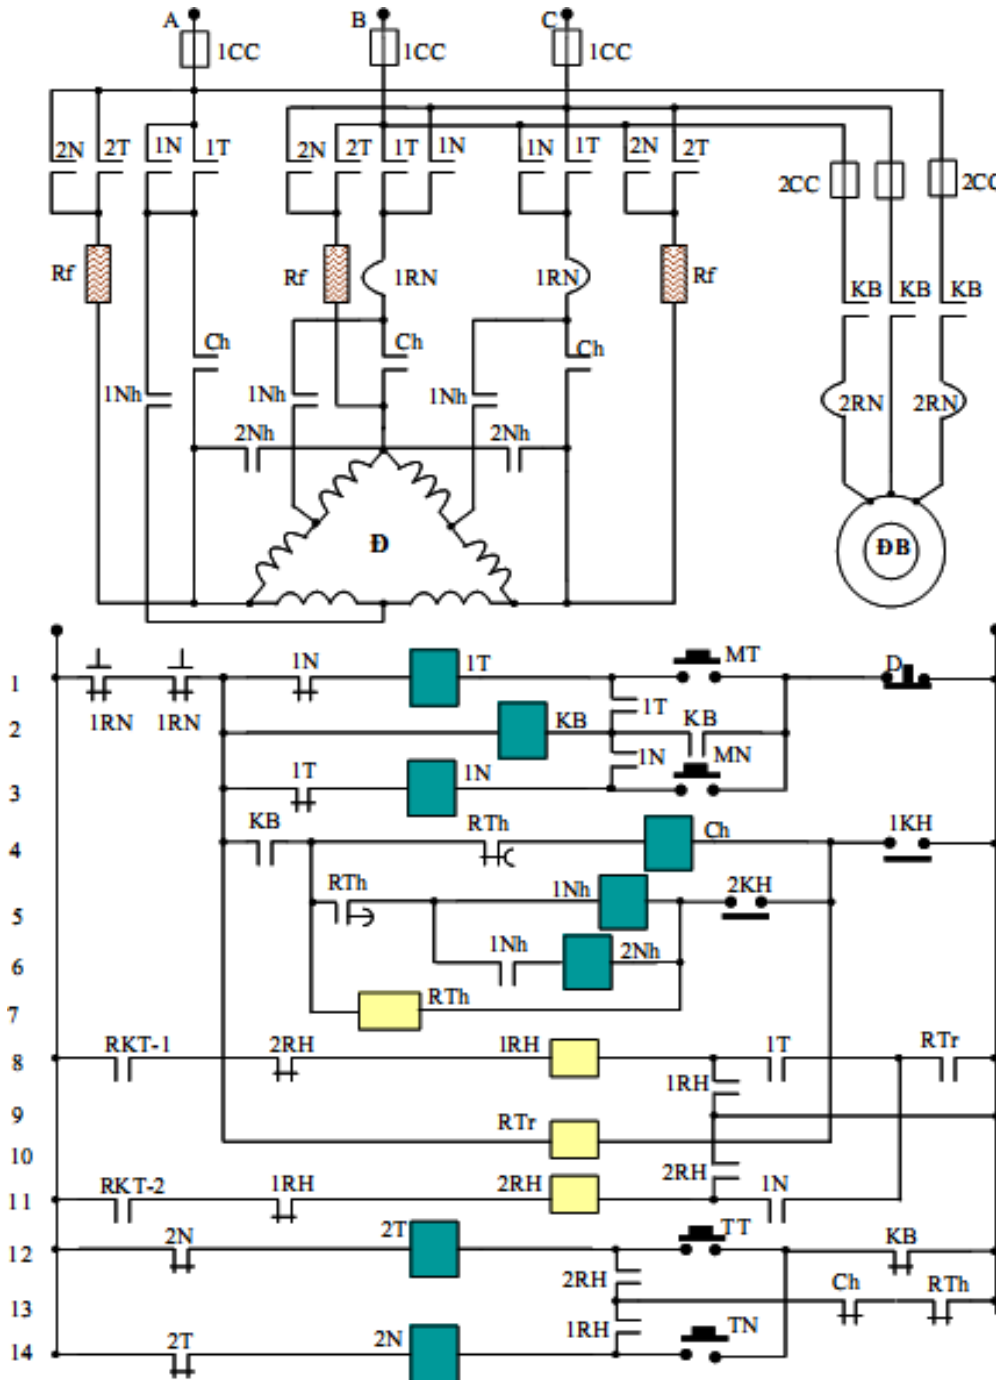 A B C
1CC 1CC 1CC
2N 2T 1N 1T 2N 2T 1T 1N 1N 1T 2N 2T
2CC 2CC
Rf Rf 1RN 1RN Rf
KB KB KB
Ch Ch Ch
1Nh 1Nh 1Nh 2RN 2RN
2Nh 2Nh
Đ ĐB
1 1RN 1RN 1N 1T MT D
1T
2 KB KB
1N
3 1T 1N MN
4 KB RTh Ch 1KH
5 RTh 1Nh 2KH
6 1Nh 2Nh
7 RTh
8 RKT-1 2RH 1RH 1T RTr
9 1RH
10 RTr
2RH
11 RKT-2 1RH 2RH 1N
12 2N 2T TT KB
2RH
13 Ch RTh
1RH
14 2T 2N TN